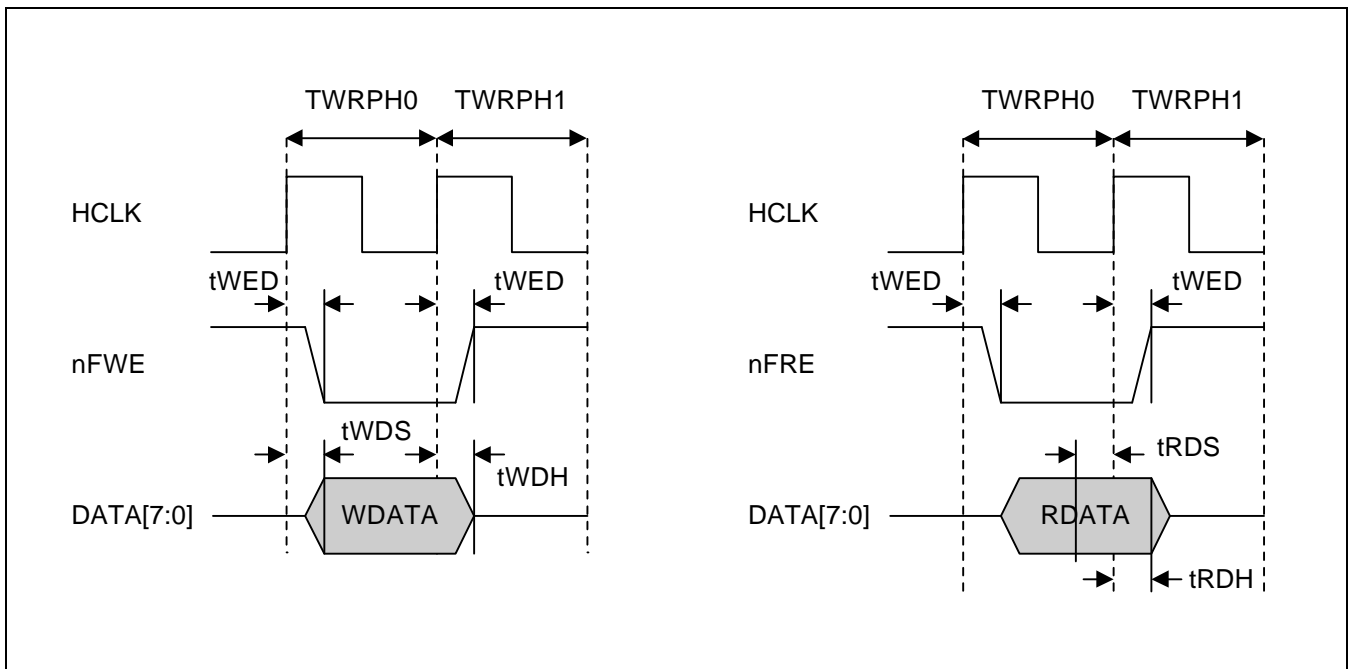 TWRPH0 TWRPH1
HCLK
tWED tWED
nFWE
tWDS
tWDH
DATA[7:0] WDATA
TWRPH0 TWRPH1
HCLK
tWED tWED
nFRE
tRDS
DATA[7:0] RDATA
tRDH